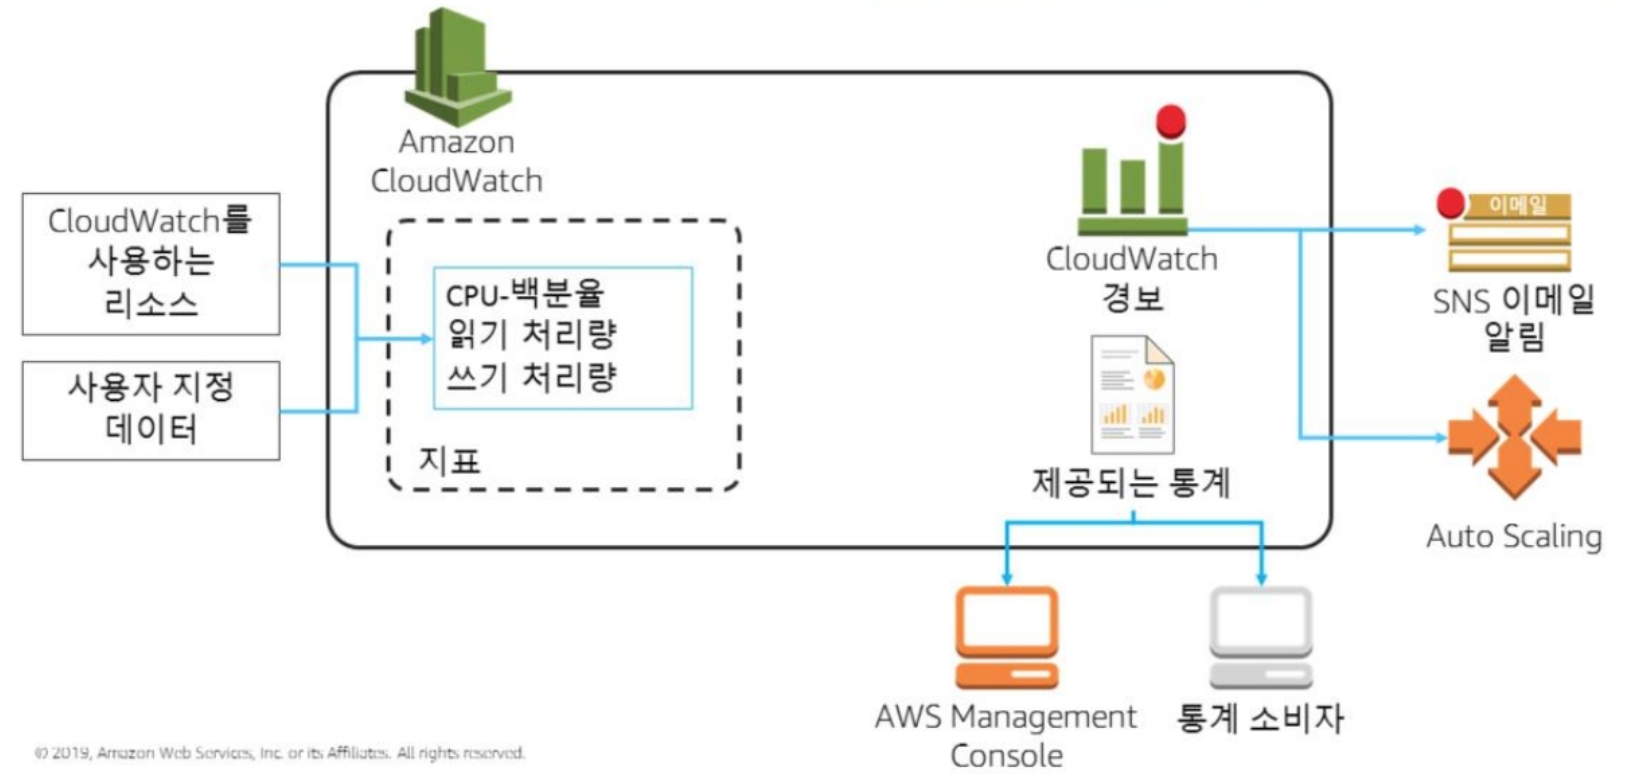 Amazon
CloudWatch
CloudWatch를
사용하는
리소스
사용자 지정
데이터
CPU-백분율
읽기 처리량
쓰기 처리량
지표
CloudWatch
경보
제공되는 통계
이메일
SNS 이메일
알림
Auto Scaling
AWS Management
Console
통계 소비자
© 2019, Amazon Web Services, Inc. or its Affiliates. All rights reserved.